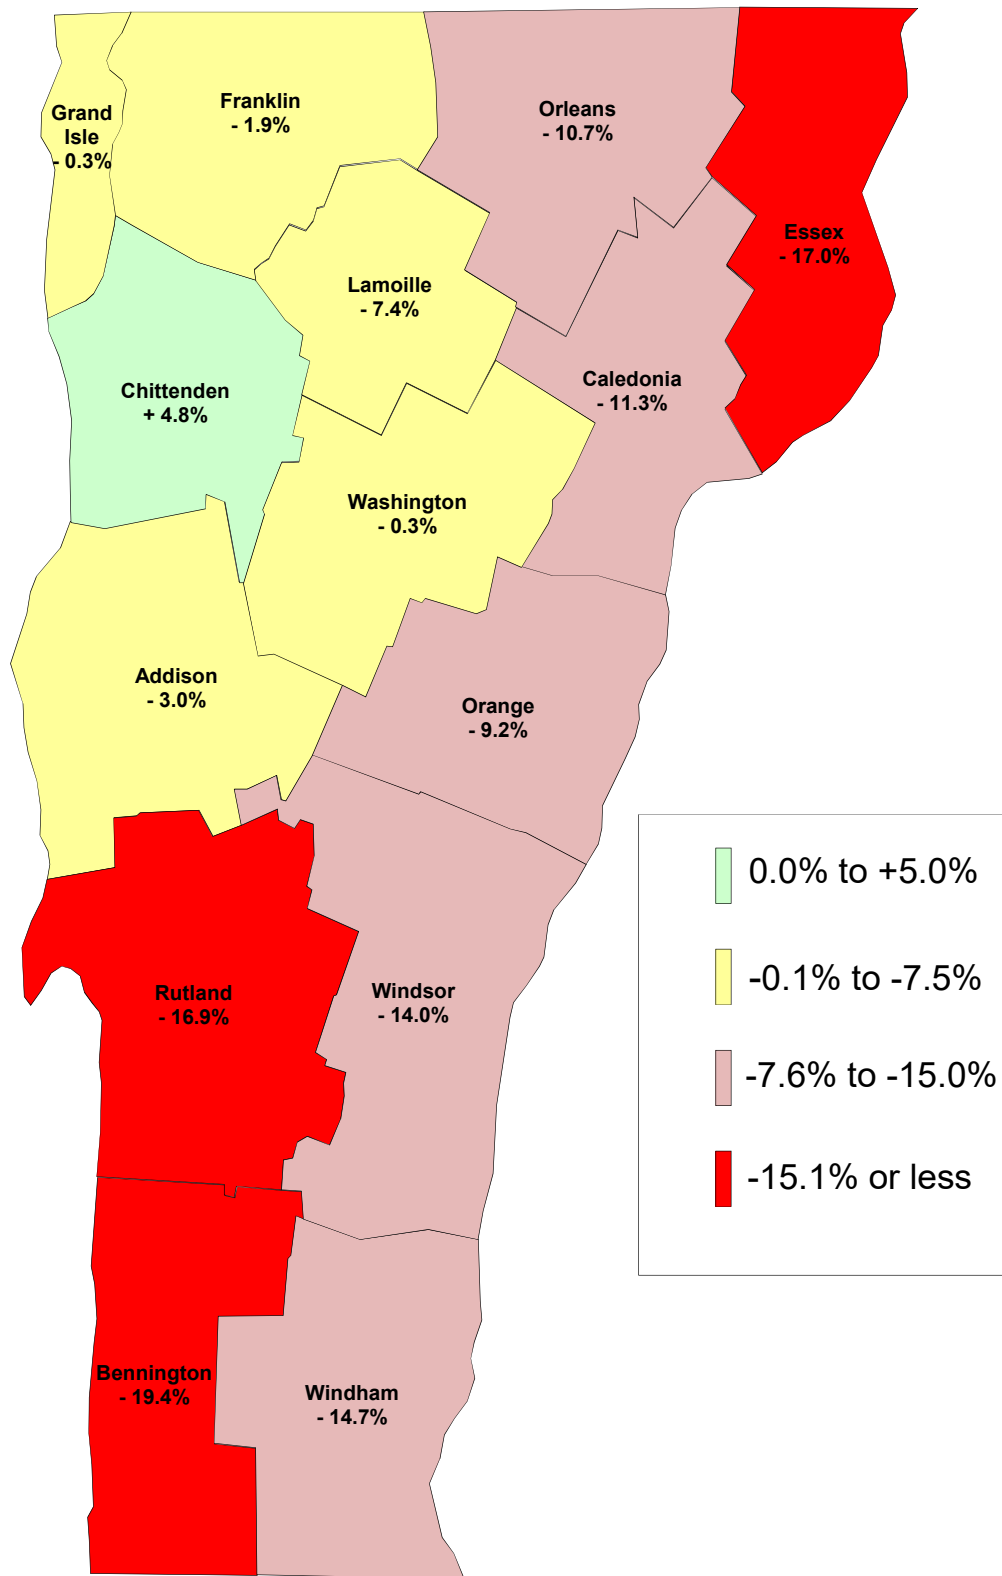 Grand
Isle
- 0.3%
Franklin
- 1.9%
Orleans
- 10.7%
Essex
- 17.0%
Lamoille
- 7.4%
Chittenden
+ 4.8%
Caledonia
- 11.3%
Washington
- 0.3%
Addison
- 3.0%
Orange
- 9.2%
Rutland
- 16.9%
Windsor
- 14.0%
Bennington
- 19.4%
Windham
- 14.7%
0.0% to +5.0%
-0.1% to -7.5%
-7.6% to -15.0%
-15.1% or less